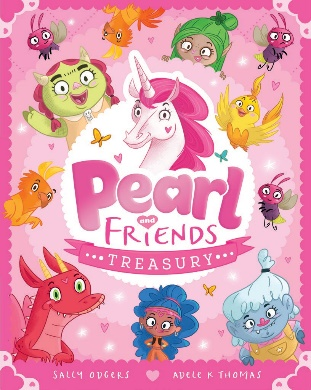 Pearl
and
FRIENDS
TREASURY
SALLY ODGERS ADELE K THOMAS